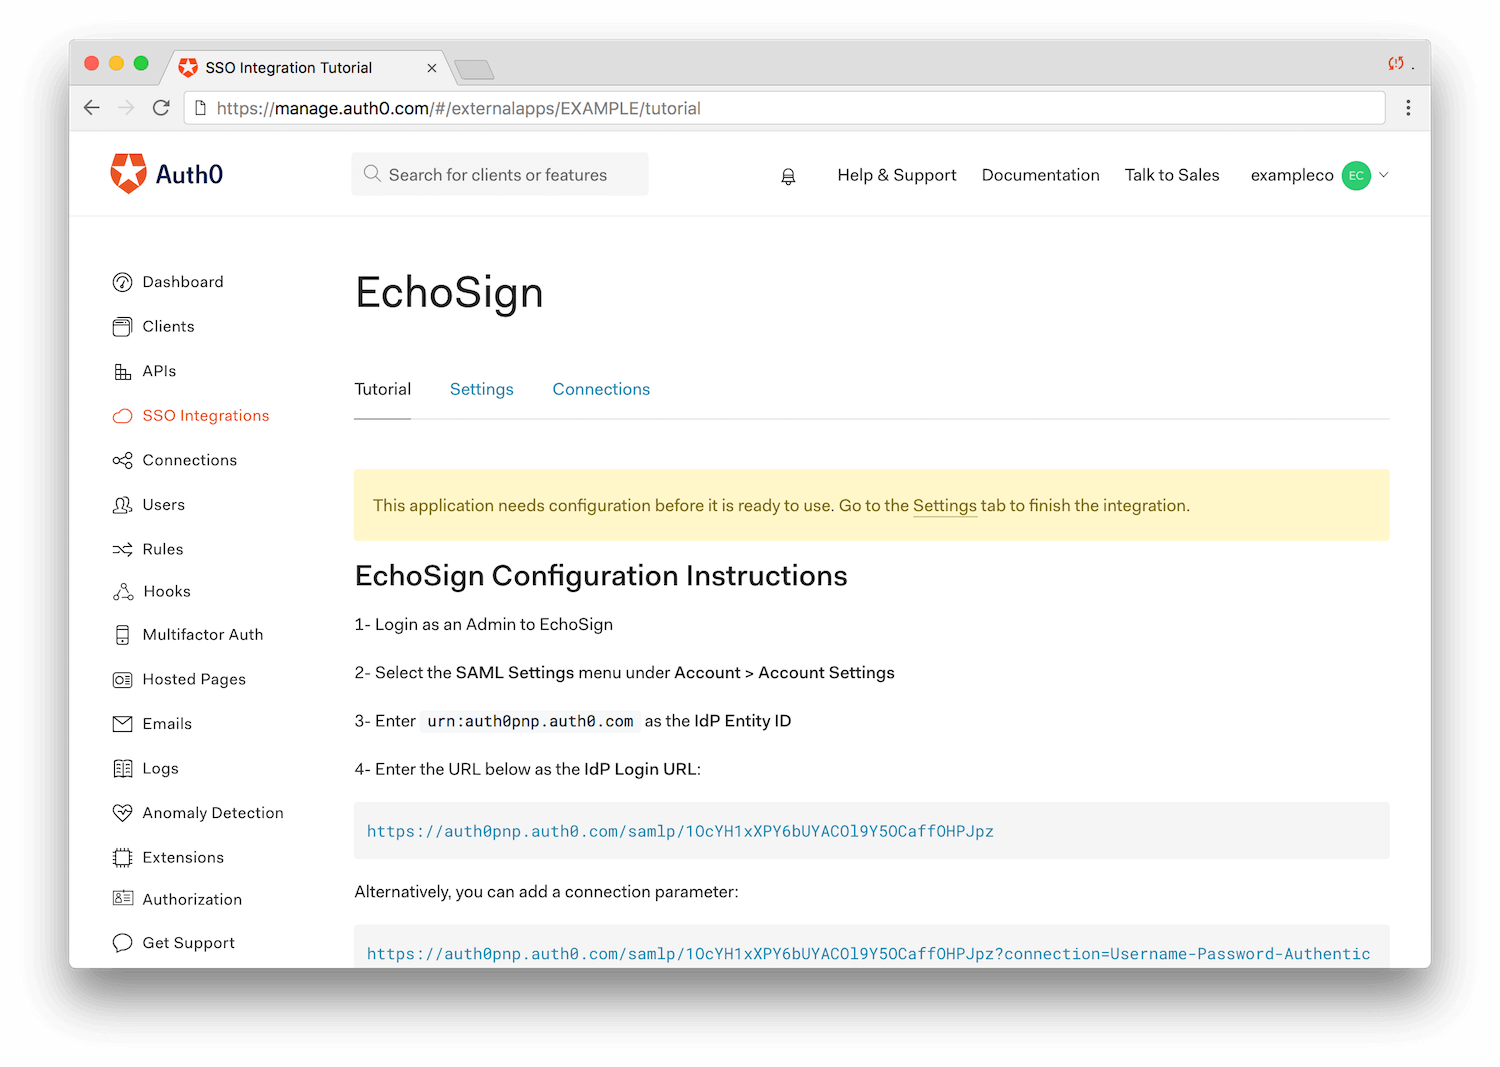 SSO Integration Tutorial
https://manage.auth0.com/#/externalapps/EXAMPLE/tutorial
Auth0
Search for clients or features
Help & Support
Documentation
Talk to Sales
exampleco
EC
Dashboard
Clients
APIs
SSO Integrations
Connections
Users
Rules
Hooks
Multifactor Auth
Hosted Pages
Emails
Logs
Anomaly Detection
Extensions
Authorization
Get Support
EchoSign
Tutorial
Settings
Connections
This application needs configuration before it is ready to use. Go to the Settings tab to finish the integration.
EchoSign Configuration Instructions
1- Login as an Admin to EchoSign
2- Select the SAML Settings menu under Account > Account Settings
3- Enter urn:auth0pnp.auth0.com as the IdP Entity ID
4- Enter the URL below as the IdP Login URL:
https://auth0pnp.auth0.com/samlp/1OcYH1xXPY6bUYACOl9Y5OCaffOHPJpz
Alternatively, you can add a connection parameter:
https://auth0pnp.auth0.com/samlp/1OcYH1xXPY6bUYACOl9Y5OCaffOHPJpz?connection=Username-Password-Authentic